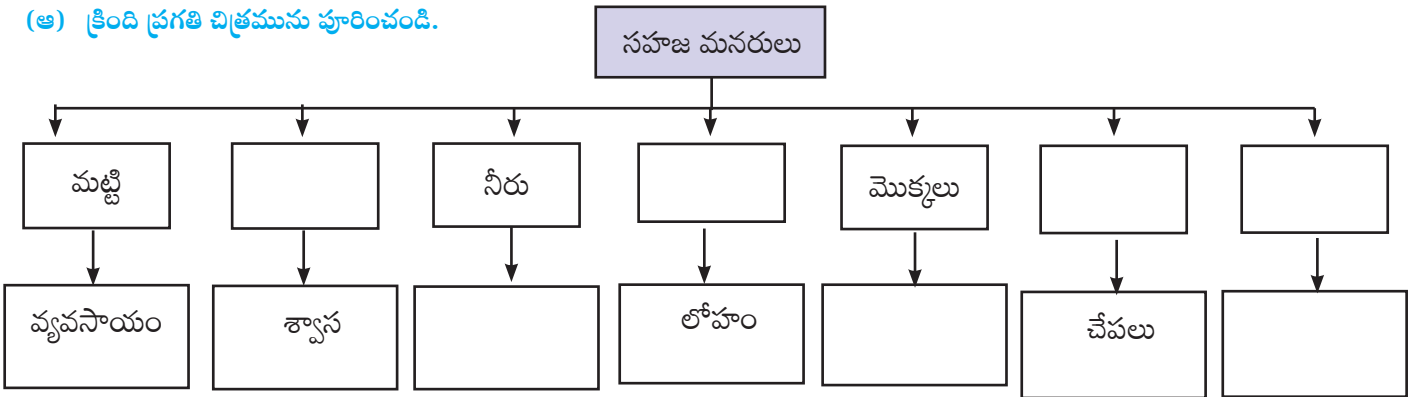 (ఆ) క్రింది ప్రగతి చిత్రమును పూరించండి.
సహజ మనరులు
మట్టి
నీరు
మొక్కలు
వ్యవసాయం
శ్వాస
లోహం
చేపలు